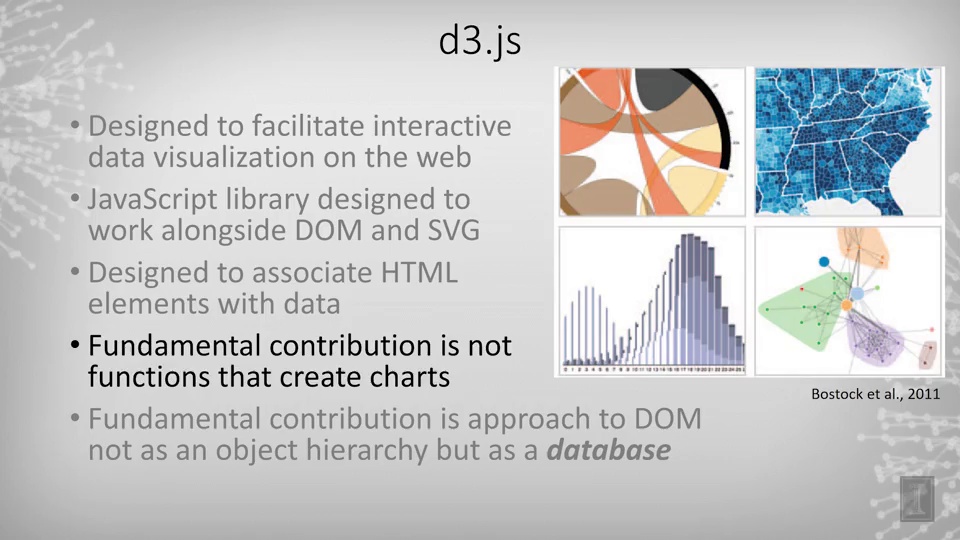 d3.js
• Designed to facilitate interactive
data visualization on the web
• JavaScript library designed to
work alongside DOM and SVG
• Designed to associate HTML
elements with data
• Fundamental contribution is not
functions that create charts
Bostock et al., 2011
• Fundamental contribution is approach to DOM
not as an object hierarchy but as a database